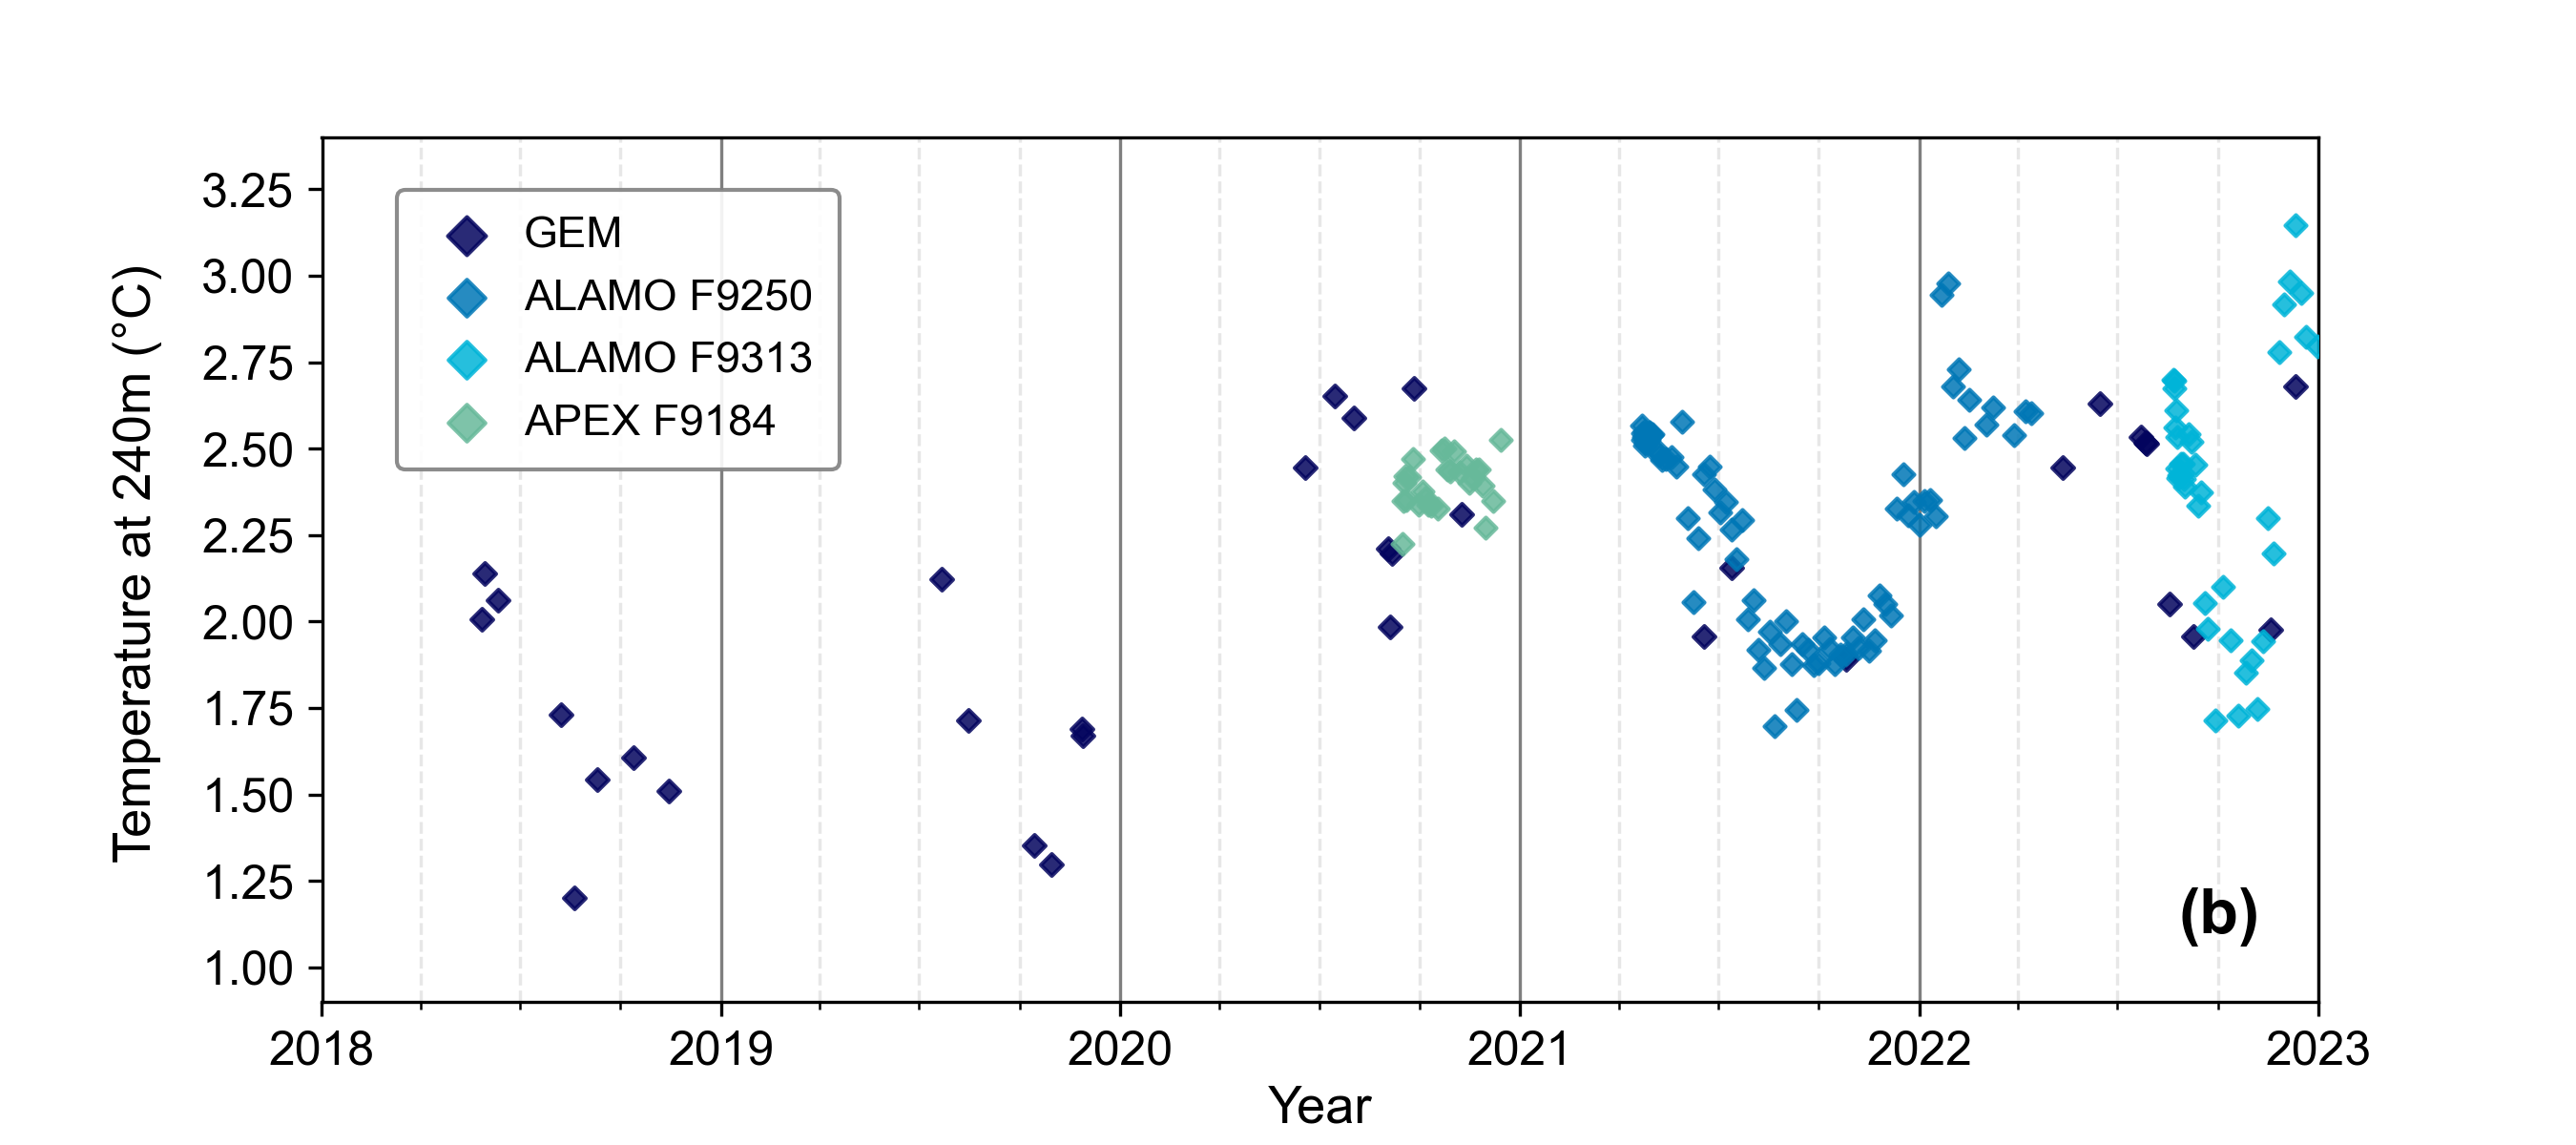 3.25
3.00
2.75
2.50
2.25
2.00
1.75
1.50
1.25
1.00
Temperature at 240m (°C)
GEM
ALAMO F9250
ALAMO F9313
APEX F9184
(b)
2018 2019 2020 2021 2022 2023
Year